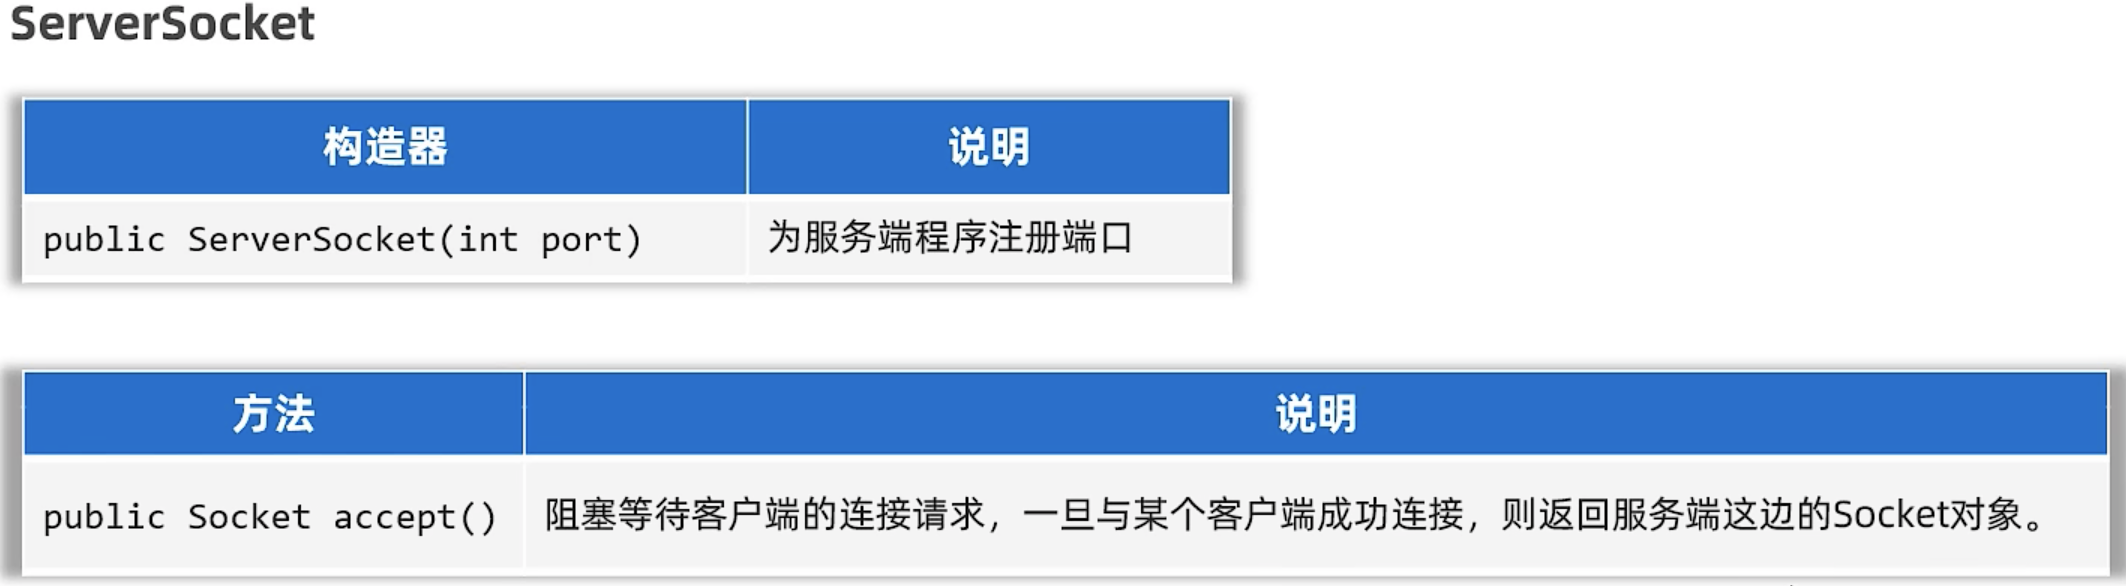 ServerSocket
构造器 说明
public ServerSocket(int port) 为服务端程序注册端口
方法 说明
public Socket accept() 阻塞等待客户端的连接请求，一旦与某个客户端成功连接，则返回服务端这边的Socket对象。